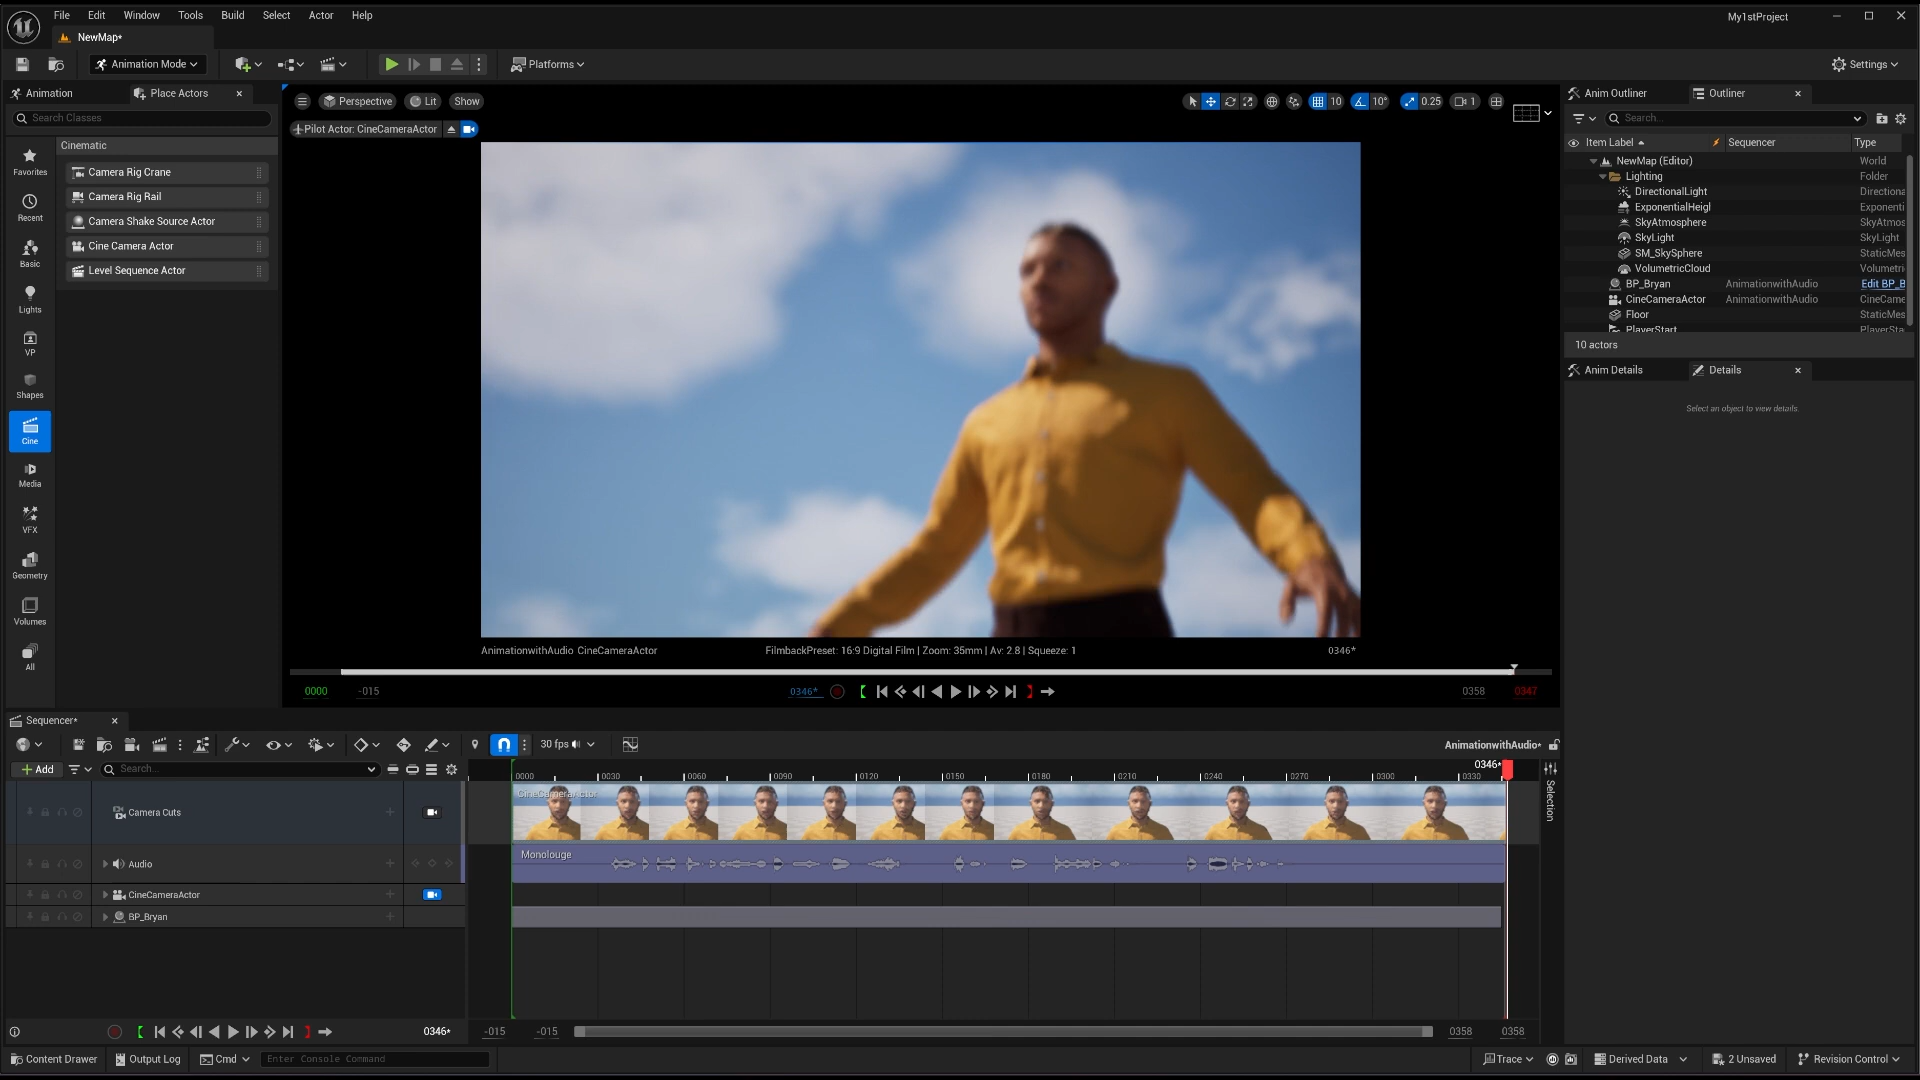 File Edit Window Tools Build Select Actor Help
My1stProject
NewMap*
Animation Mode
Platforms
Settings
Animation
Place Actors
Search Classes
Cinematic
Camera Rig Crane
Camera Rig Rail
Camera Shake Source Actor
Cine Camera Actor
Level Sequence Actor
Favorites
Recent
Basic
Lights
VP
Shapes
Cine
Media
VFX
Geometry
Volumes
All
Perspective
Lit
Show
10
10°
0.25
1
Pilot Actor: CineCameraActor
AnimationwithAudio CineCameraActor
FilmbackPreset: 16:9 Digital Film | Zoom: 35mm | Av: 2.8 | Squeeze: 1
0346*
0000
-015
0346*
0358
0347
Anim Outliner
Outliner
Search...
Item Label
Sequencer
Type
NewMap (Editor) World
Lighting Folder
DirectionalLight Directiona
ExponentialHeigl Exponenti
SkyAtmosphere SkyAtmos
SkyLight SkyLight
SM_SkySphere StaticMes
VolumetricCloud Volumetri
BP_Bryan AnimationwithAudio Edit BP_B
CineCameraActor AnimationwithAudio CineCame
Floor StaticMes
PlayerStart PlayerSta
10 actors
Anim Details
Details
Select an object to view details.
Sequencer*
30 fps
AnimationwithAudio*
Add
Search...
0346*
0000 0030 0060 0090 0120 0150 0180 0210 0240 0270 0300 0330
Selection
Camera Cuts
CineCameraActor
Audio
Monolouge
CineCameraActor
BP_Bryan
0346*
-015
-015
0358
0358
Content Drawer
Output Log
Cmd
Enter Console Command
Trace
Derived Data
2 Unsaved
Revision Control